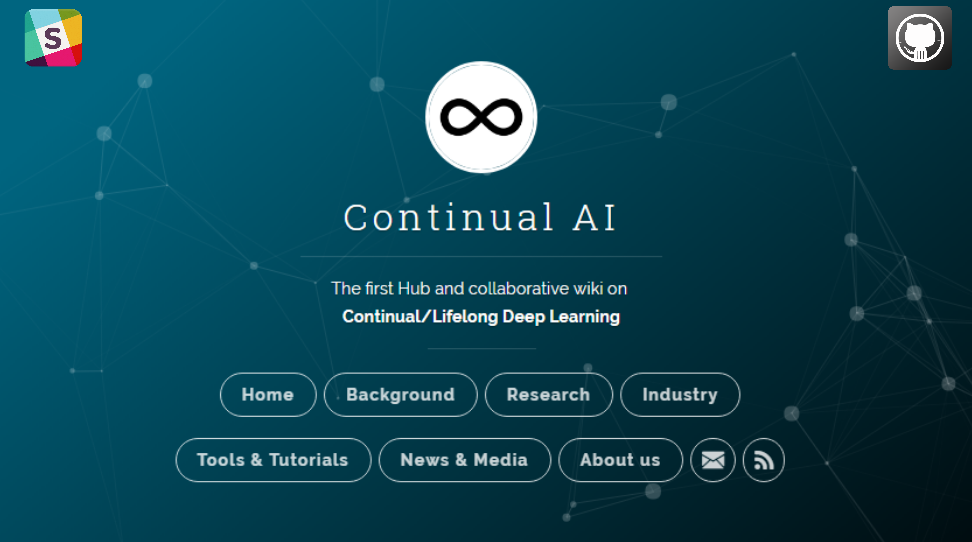 S
Continual AI
The first Hub and collaborative wiki on
Continual/Lifelong Deep Learning
Home Background Research Industry
Tools & Tutorials News & Media About us